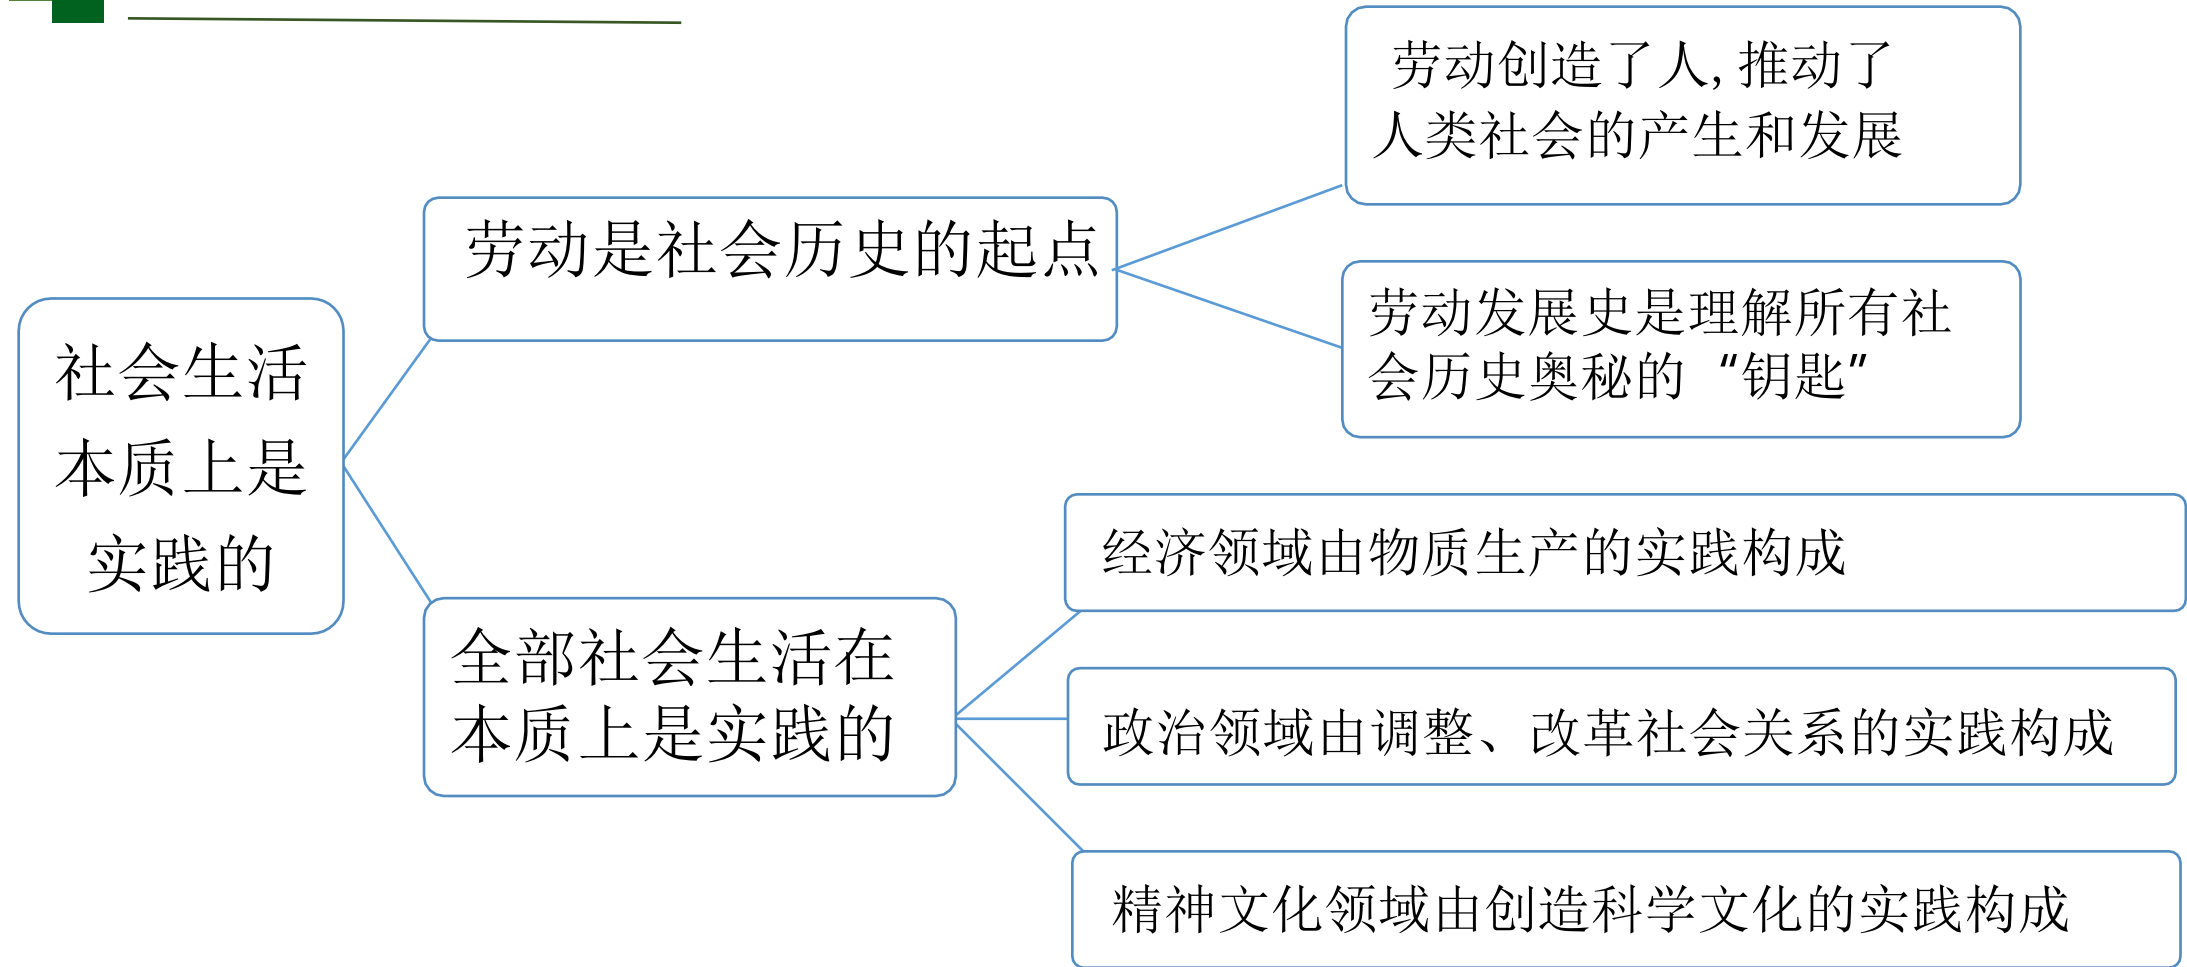 社会生活
本质上是
实践的
劳动是社会历史的起点
劳动创造了人,推动了
人类社会的产生和发展
劳动发展史是理解所有社
会历史奥秘的“钥匙”
全部社会生活在
本质上是实践的
经济领域由物质生产的实践构成
政治领域由调整、改革社会关系的实践构成
精神文化领域由创造科学文化的实践构成